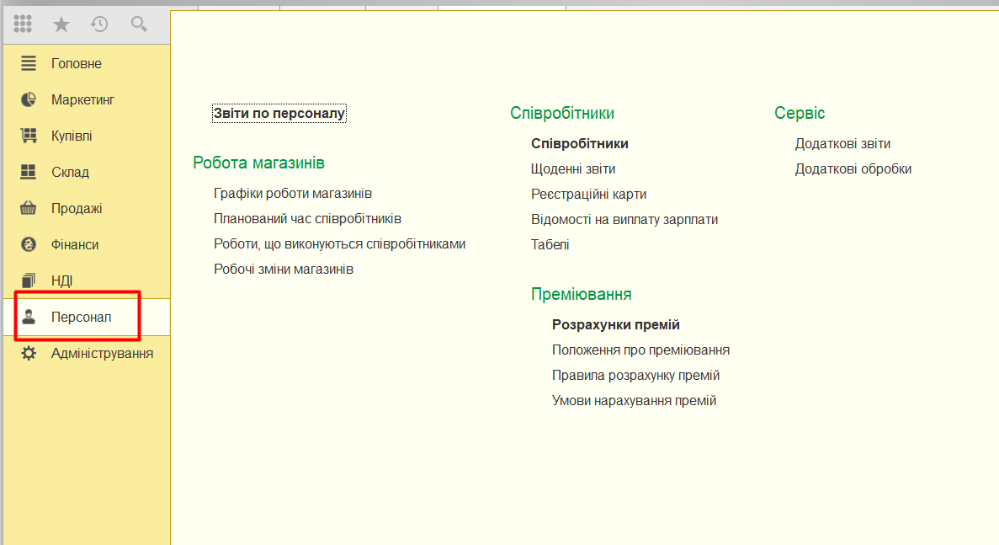 Головне
Маркетинг
Купівлі
Склад
Продажі
Фінанси
НДІ
Персонал
Адміністрування
Звіти по персоналу
Робота магазинів
Графіки роботи магазинів
Планований час співробітників
Роботи, що виконуються співробітниками
Робочі зміни магазинів
Співробітники
Співробітники
Щоденні звіти
Реєстраційні карти
Відомості на виплату зарплати
Табелі
Преміювання
Розрахунки премій
Положення про преміювання
Правила розрахунку премій
Умови нарахування премій
Сервіс
Додаткові звіти
Додаткові обробки